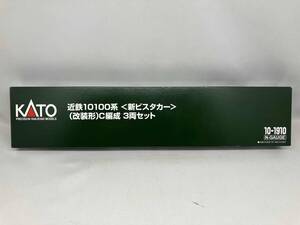 KATO
PRECISION RAILROAD MODELS
近鉄10100系 <新ビスタカー>
(改装形)C編成 3両セット
10-1910
N-GAUGE